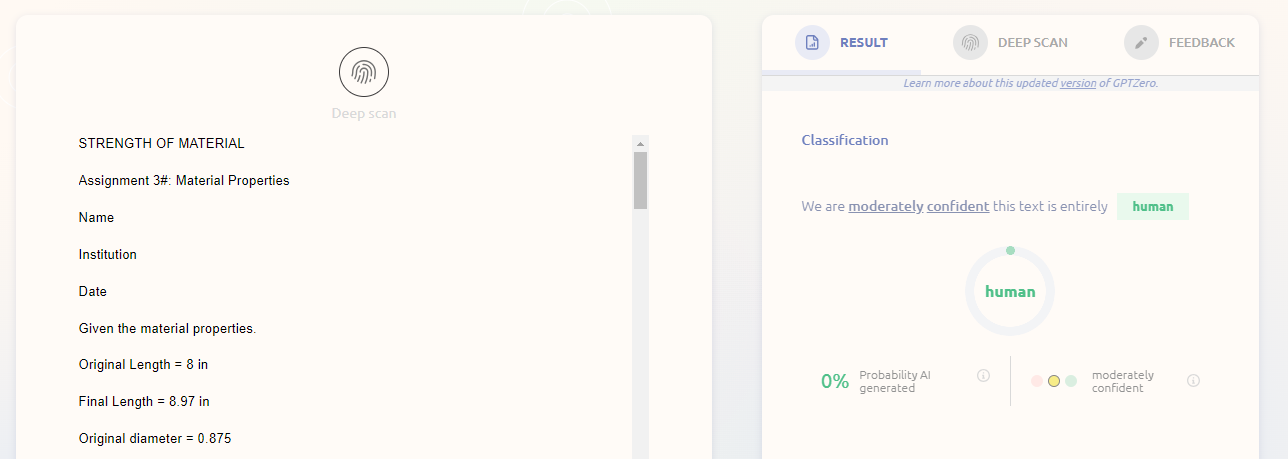 Deep scan
STRENGTH OF MATERIAL
Assignment 3#: Material Properties
Name
Institution
Date
Given the material properties.
Original Length = 8 in
Final Length = 8.97 in
Original diameter = 0.875
RESULT
DEEP SCAN
FEEDBACK
Learn more about this updated version of GPTZero.
Classification
We are moderately confident this text is entirely human
human
0%
Probability AI
generated
moderately
confident